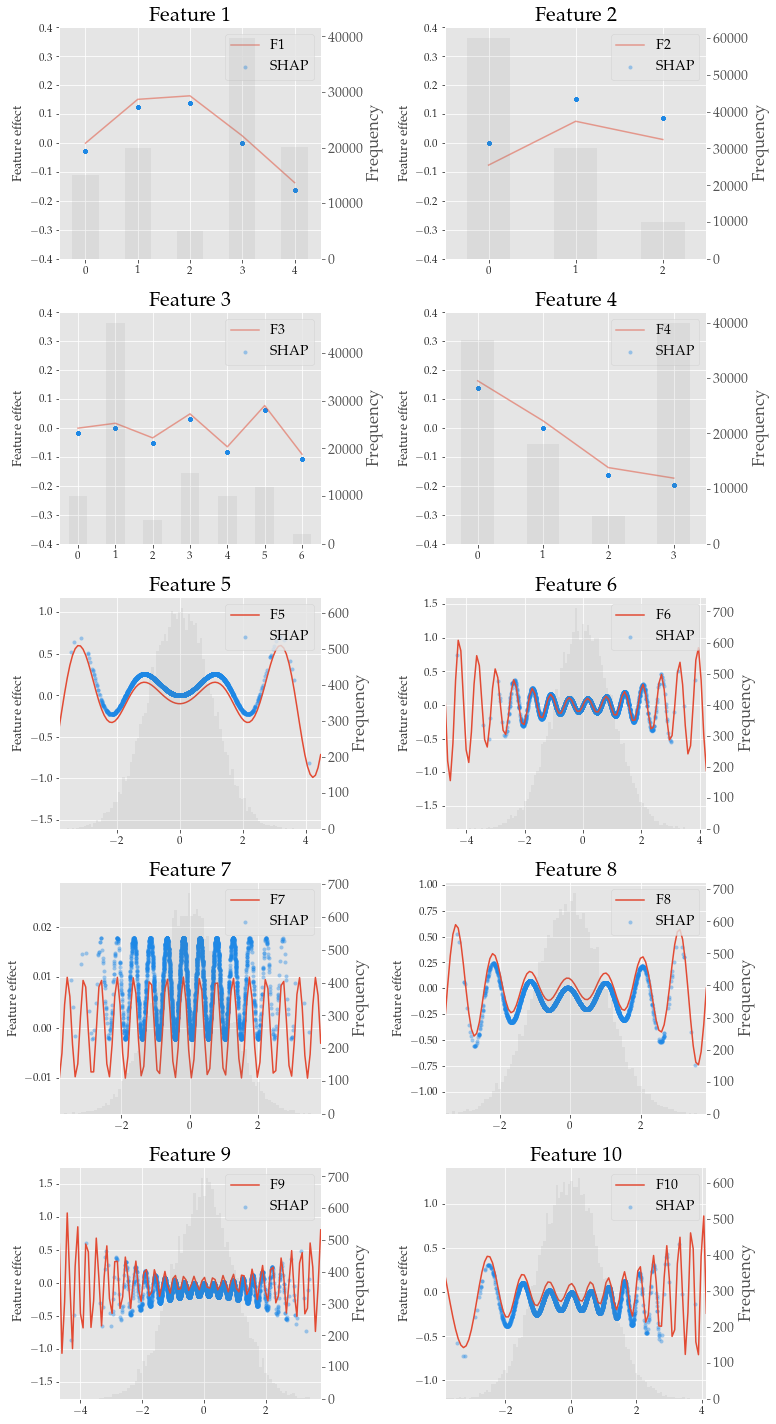 Feature 1
F1
SHAP
Feature effect
0.4
0.3
0.2
0.1
0.0
−0.1
−0.2
−0.3
−0.4
0 1 2 3 4
40000
30000
20000
10000
0
Frequency
Feature 2
F2
SHAP
Feature effect
0.4
0.3
0.2
0.1
0.0
−0.1
−0.2
−0.3
−0.4
0 1 2
60000
50000
40000
30000
20000
10000
0
Frequency
Feature 3
F3
SHAP
Feature effect
0.4
0.3
0.2
0.1
0.0
−0.1
−0.2
−0.3
−0.4
0 1 2 3 4 5 6
40000
30000
20000
10000
0
Frequency
Feature 4
F4
SHAP
Feature effect
0.4
0.3
0.2
0.1
0.0
−0.1
−0.2
−0.3
−0.4
0 1 2 3
40000
30000
20000
10000
0
Frequency
Feature 5
F5
SHAP
Feature effect
1.0
0.5
0.0
−0.5
−1.0
−1.5
−2 0 2 4
600
500
400
300
200
100
0
Frequency
Feature 6
F6
SHAP
Feature effect
1.5
1.0
0.5
0.0
−0.5
−1.0
−1.5
−4 −2 0 2 4
700
600
500
400
300
200
100
0
Frequency
Feature 7
F7
SHAP
Feature effect
0.02
0.01
0.00
−0.01
−2 0 2
700
600
500
400
300
200
100
0
Frequency
Feature 8
F8
SHAP
Feature effect
1.00
0.75
0.50
0.25
0.00
−0.25
−0.50
−0.75
−1.00
−2 0 2
700
600
500
400
300
200
100
0
Frequency
Feature 9
F9
SHAP
Feature effect
1.5
1.0
0.5
0.0
−0.5
−1.0
−1.5
−4 −2 0 2
700
600
500
400
300
200
100
0
Frequency
Feature 10
F10
SHAP
Feature effect
1.0
0.5
0.0
−0.5
−1.0
−2 0 2 4
600
500
400
300
200
100
0
Frequency